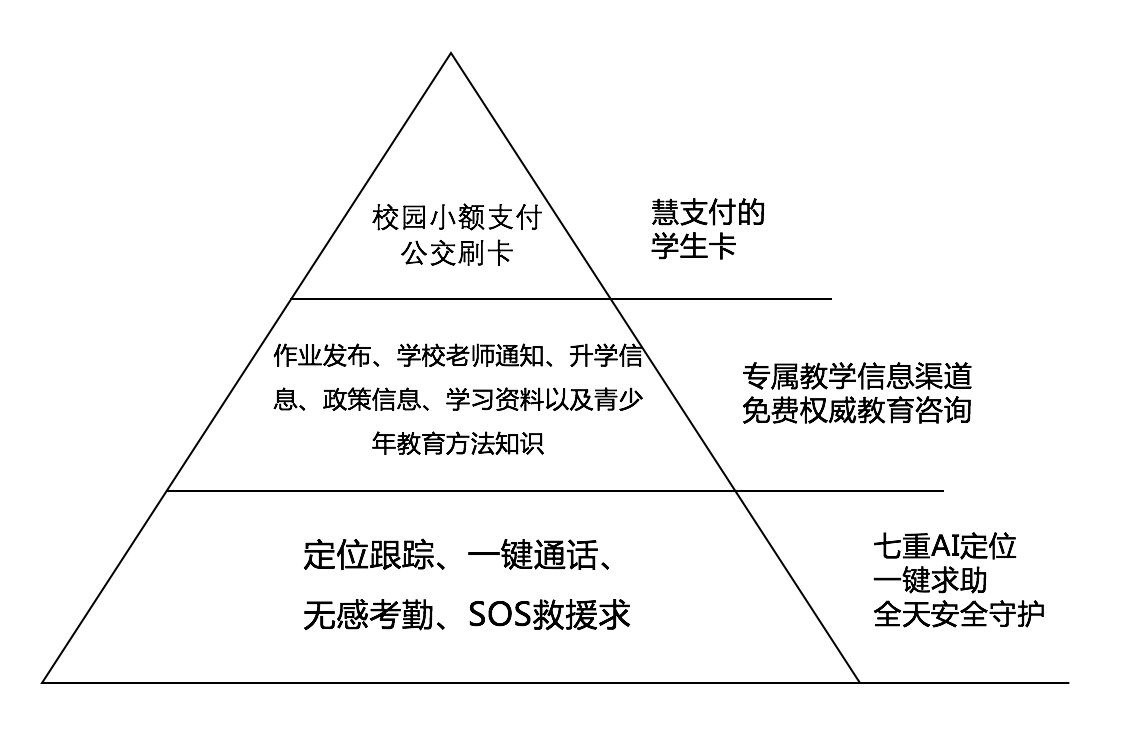 校园小额支付
公交刷卡
慧支付的
学生卡
作业发布、学校老师通知、升学信
息、政策信息、学习资料以及青少
年教育方法知识
专属教学信息渠道
免费权威教育咨询
定位跟踪、一键通话、
无感考勤、SOS救援求
七重AI定位
一键求助
全天安全守护